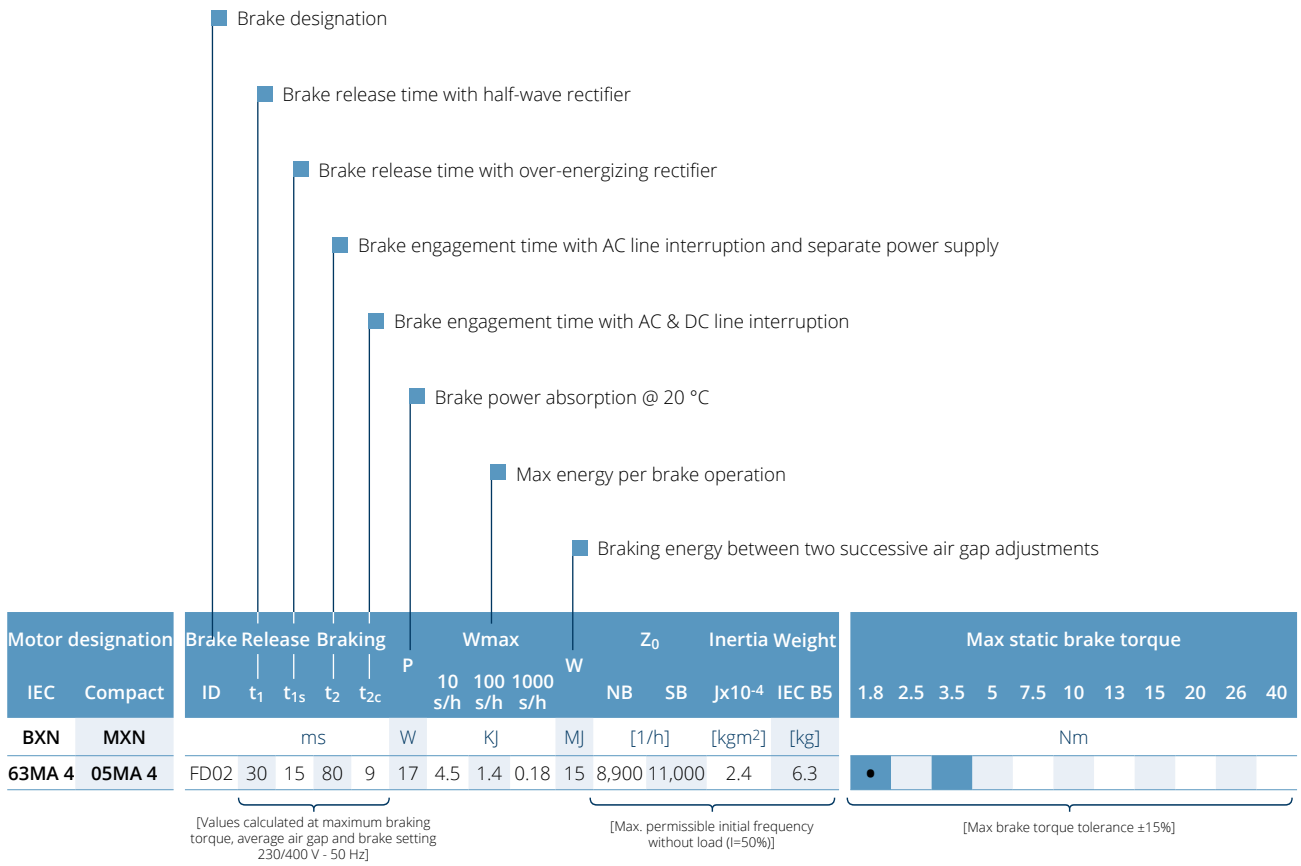 Brake designation
Brake release time with half-wave rectifier
Brake release time with over-energizing rectifier
Brake engagement time with AC line interruption and separate power supply
Brake engagement time with AC & DC line interruption
Brake power absorption @ 20 °C
Max energy per brake operation
Braking energy between two successive air gap adjustments
Motor designation Brake Release Braking P Wmax W Z0 Inertia Weight Max static brake torque
IEC Compact ID t1 t1s t2 t2c 10 s/h 100 s/h 1000 s/h NB SB Jx10-4 IEC B5 1.8 2.5 3.5 5 7.5 10 13 15 20 26 40
BXN MXN ms W KJ MJ [1/h] [kgm2] [kg] Nm
63MA 4 05MA 4 FD02 30 15 80 9 17 4.5 1.4 0.18 15 8,900 11,000 2.4 6.3 •
[Values calculated at maximum braking
torque, average air gap and brake setting
230/400 V - 50 Hz]
[Max. permissible initial frequency
without load (I=50%)]
[Max brake torque tolerance ±15%]